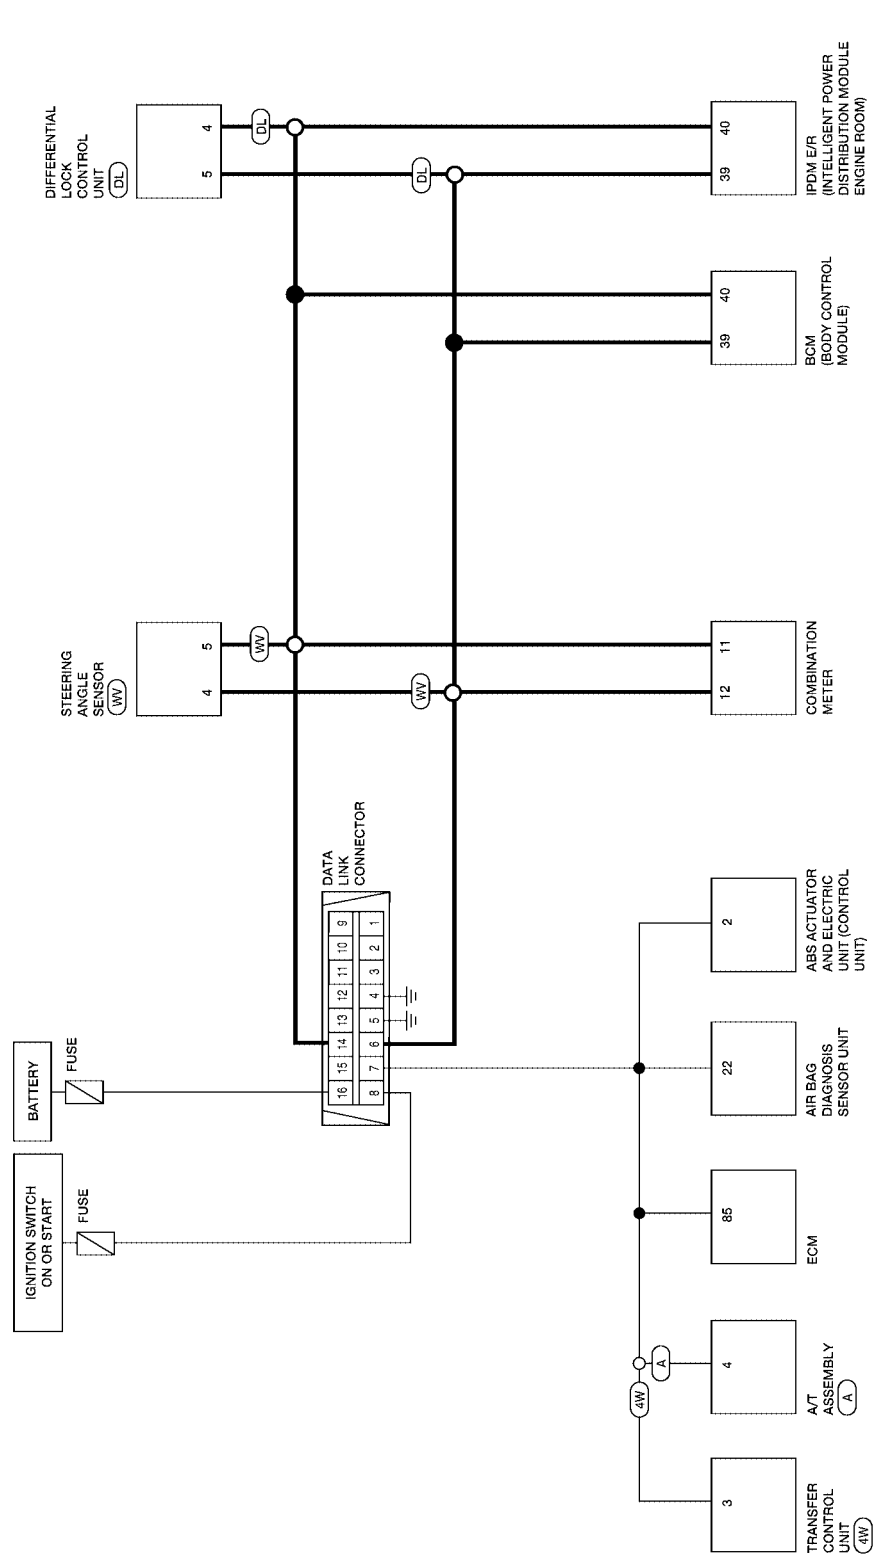 BATTERY
FUSE
IGNITION SWITCH
ON OR START
FUSE
STEERING
ANGLE
SENSOR
WV
5
4
WV
WV
DIFFERENTIAL
LOCK
CONTROL
UNIT
DL
4
5
DL
DL
DATA
LINK
CONNECTOR
16 15 14 13 12 11 10 9
8 7 6 5 4 3 2 1
4W
A
3
TRANSFER
CONTROL
UNIT
4W
4
A/T
ASSEMBLY
A
85
ECM
22
AIR BAG
DIAGNOSIS
SENSOR UNIT
2
ABS ACTUATOR
AND ELECTRIC
UNIT (CONTROL
UNIT)
12
11
COMBINATION
METER
39
40
BCM
(BODY CONTROL
MODULE)
39
40
IPDM E/R
(INTELLIGENT POWER
DISTRIBUTION MODULE
ENGINE ROOM)